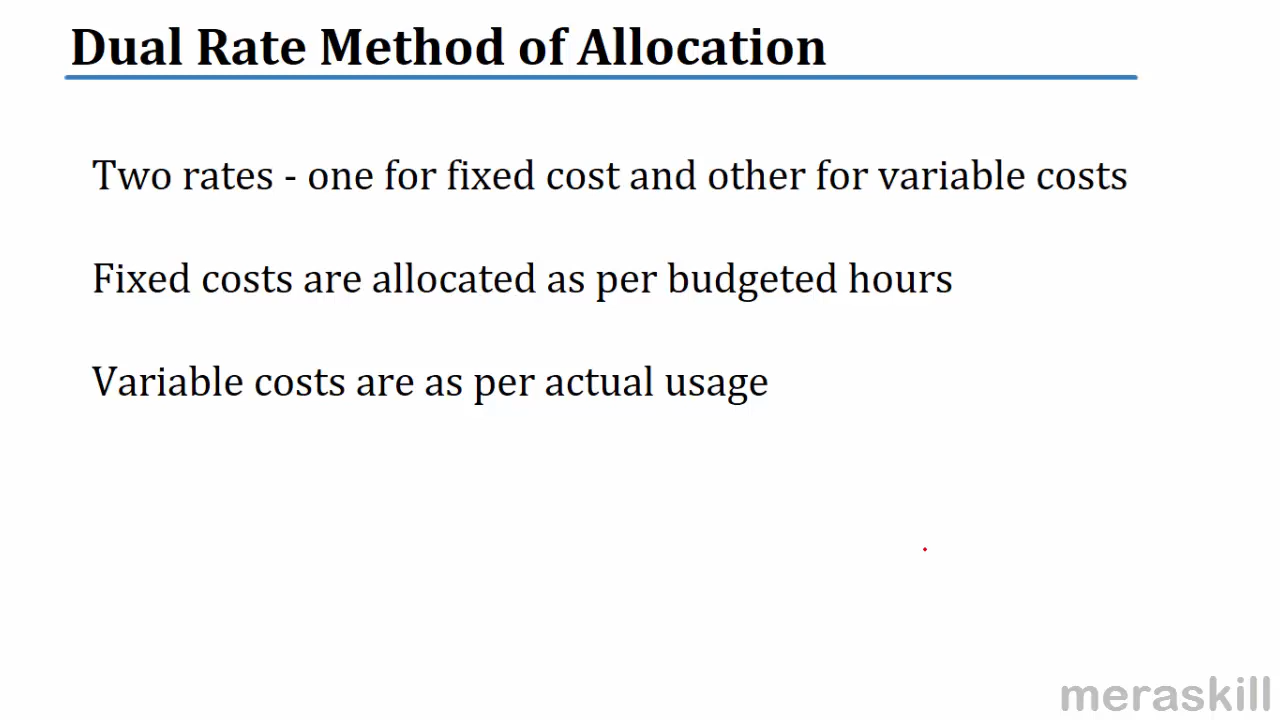 Dual Rate Method of Allocation
Two rates - one for fixed cost and other for variable costs
Fixed costs are allocated as per budgeted hours
Variable costs are as per actual usage
meraskill